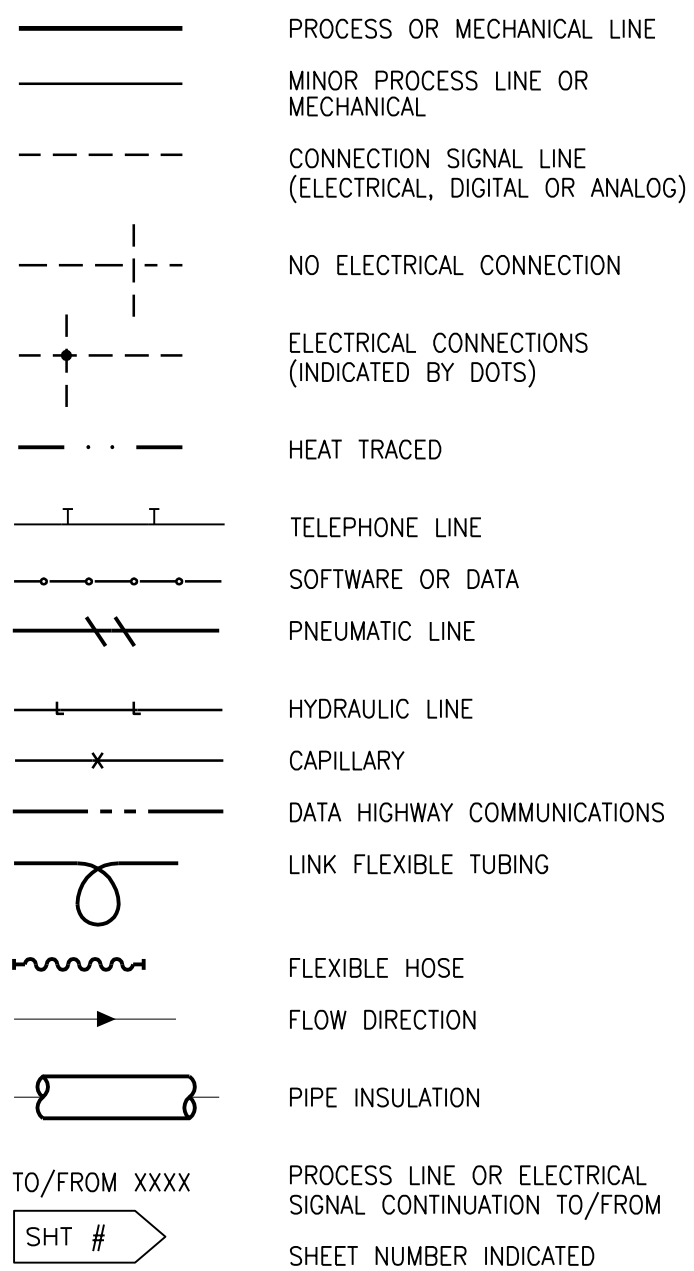 PROCESS OR MECHANICAL LINE
MINOR PROCESS LINE OR
MECHANICAL
CONNECTION SIGNAL LINE
(ELECTRICAL, DIGITAL OR ANALOG)
NO ELECTRICAL CONNECTION
ELECTRICAL CONNECTIONS
(INDICATED BY DOTS)
HEAT TRACED
T T
TELEPHONE LINE
SOFTWARE OR DATA
PNEUMATIC LINE
L L
HYDRAULIC LINE
X
CAPILLARY
DATA HIGHWAY COMMUNICATIONS
LINK FLEXIBLE TUBING
FLEXIBLE HOSE
FLOW DIRECTION
PIPE INSULATION
TO/FROM XXXX
SHT #
PROCESS LINE OR ELECTRICAL
SIGNAL CONTINUATION TO/FROM
SHEET NUMBER INDICATED